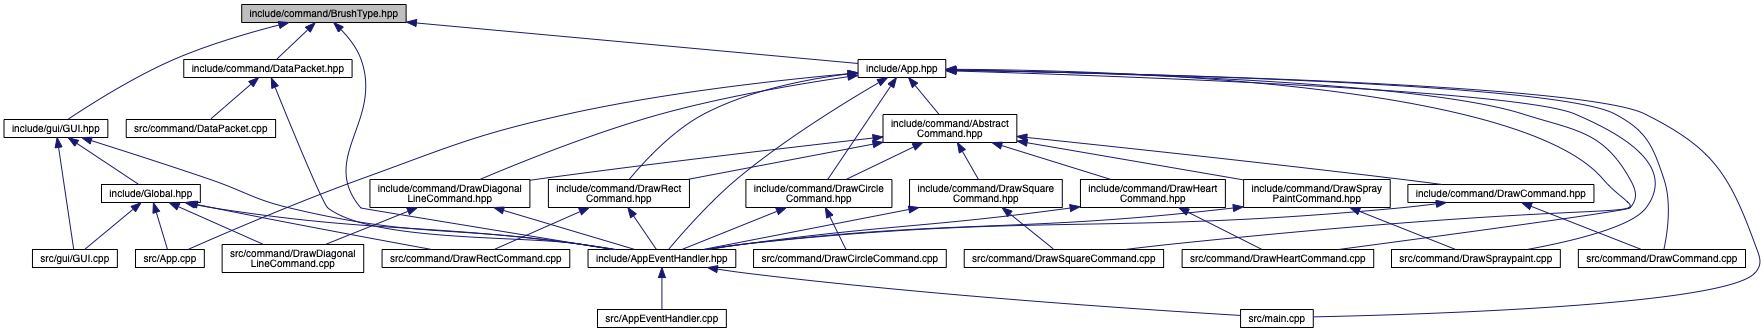 include/command/BrushType.hpp
include/command/DataPacket.hpp
include/App.hpp
include/gui/GUI.hpp
src/command/DataPacket.cpp
include/command/Abstract
Command.hpp
include/Global.hpp
include/command/DrawDiagonal
LineCommand.hpp
include/command/DrawRect
Command.hpp
include/command/DrawCircle
Command.hpp
include/command/DrawSquare
Command.hpp
include/command/DrawHeart
Command.hpp
include/command/DrawSpray
PaintCommand.hpp
include/command/DrawCommand.hpp
src/gui/GUI.cpp
src/App.cpp
src/command/DrawDiagonal
LineCommand.cpp
src/command/DrawRectCommand.cpp
include/AppEventHandler.hpp
src/command/DrawCircleCommand.cpp
src/command/DrawSquareCommand.cpp
src/command/DrawHeartCommand.cpp
src/command/DrawSpraypaint.cpp
src/command/DrawCommand.cpp
src/AppEventHandler.cpp
src/main.cpp